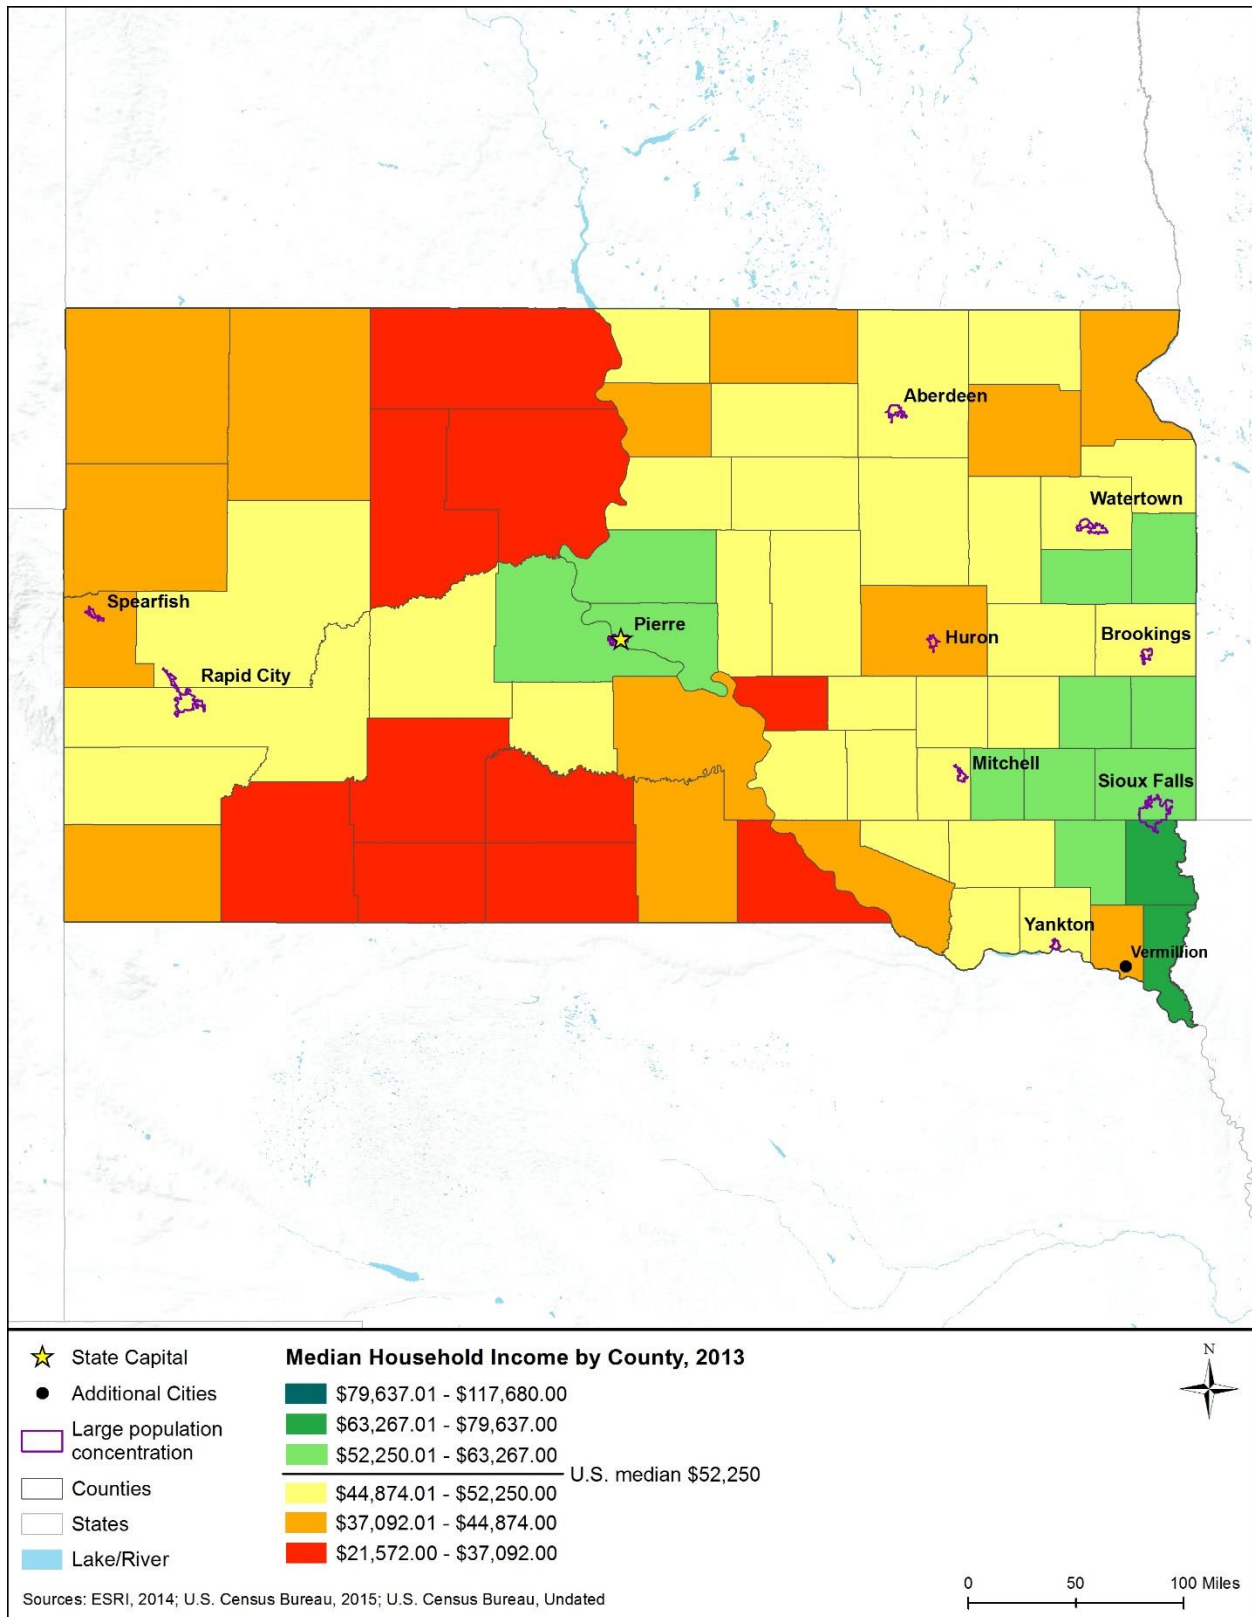 Aberdeen
Watertown
Spearfish
Pierre
Huron
Brookings
Rapid City
Mitchell
Sioux Falls
Yankton
Vermillion
State Capital
Additional Cities
Large population
concentration
Counties
States
Lake/River
Median Household Income by County, 2013
$79,637.01 - $117,680.00
$63,267.01 - $79,637.00
$52,250.01 - $63,267.00
U.S. median $52,250
$44,874.01 - $52,250.00
$37,092.01 - $44,874.00
$21,572.00 - $37,092.00
N
0 50 100 Miles
Sources: ESRI, 2014; U.S. Census Bureau, 2015; U.S. Census Bureau, Undated